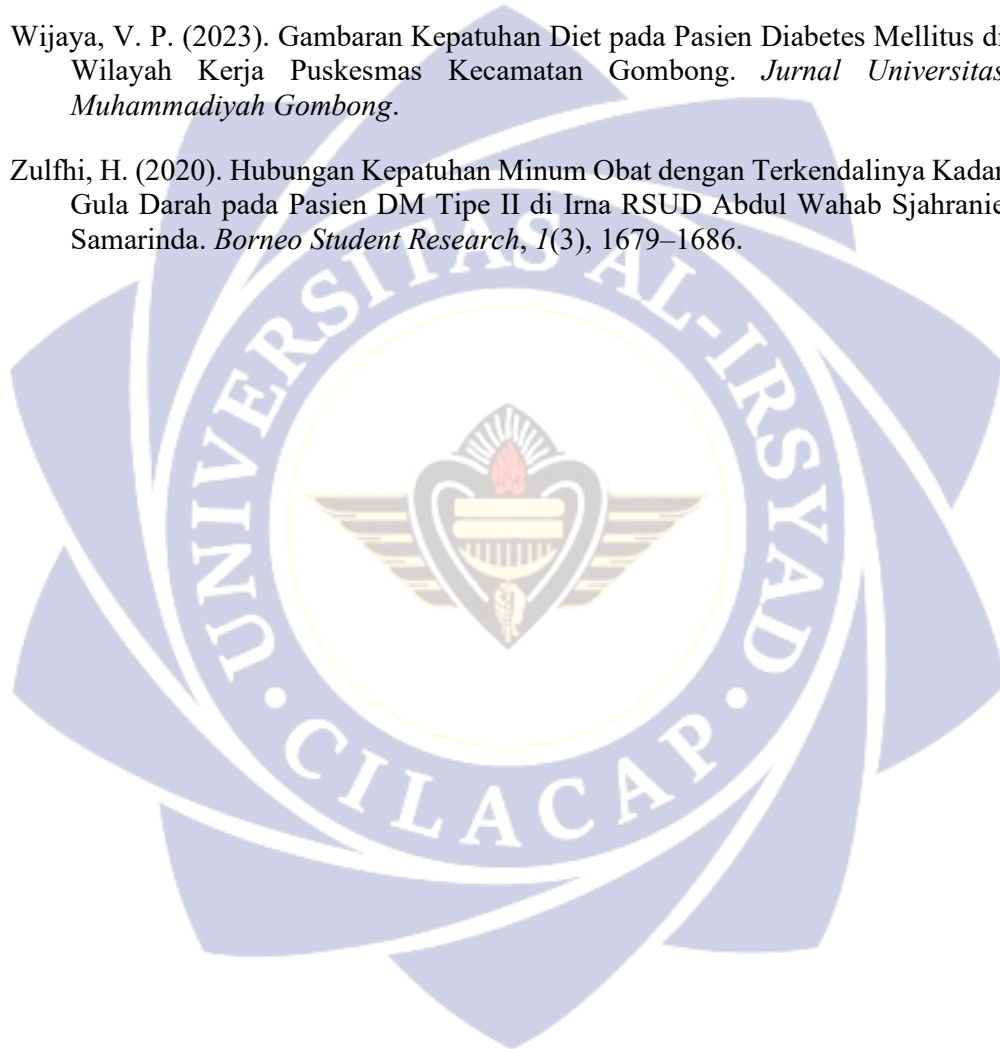 Wijaya, V. P. (2023). Gambaran Kepatuhan Diet pada Pasien Diabetes Mellitus di
Wilayah Kerja Puskesmas Kecamatan Gombong. Jurnal Universitas
Muhammadiyah Gombong.
Zulfhi, H. (2020). Hubungan Kepatuhan Minum Obat dengan Terkendalinya Kadar
Gula Darah pada Pasien DM Tipe II di Irna RSUD Abdul Wahab Sjahranie
Samarinda. Borneo Student Research, 1(3), 1679–1686.
UNIVERSITAS AL-IRSYAD
• CILACAP •